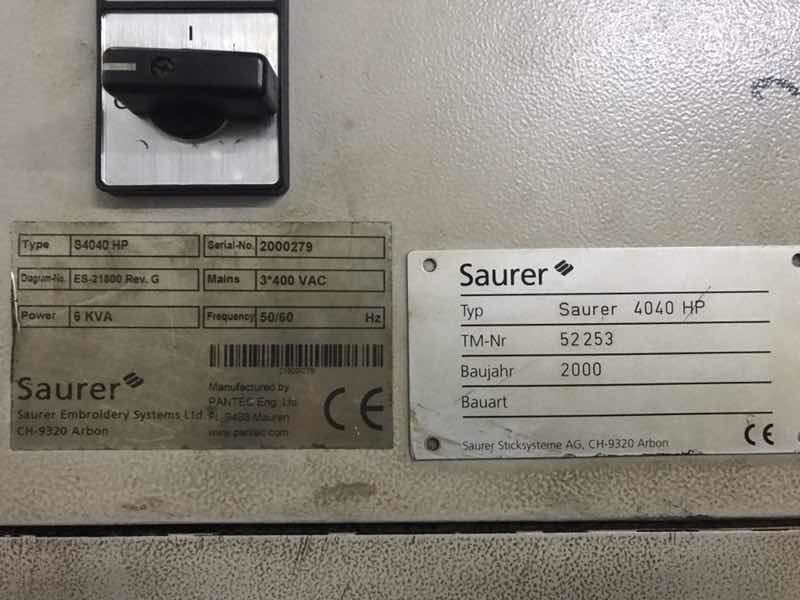 I
Type S4040 HP Serial-No. 2000279
Diagram-No. ES-21800 Rev. G Mains 3*400 VAC
Power 6 KVA Frequency 50/60 Hz
Saurer
Saurer Embroidery Systems Ltd
CH-9320 Arbon
Manufactured by
PANTEC Eng. Ltd.
FL-9493 Mauren
www.pantec.com
CE
Saurer
Typ Saurer 4040 HP
TM-Nr 52253
Baujahr 2000
Bauart
Saurer Sticksysteme AG, CH-9320 Arbon
CE